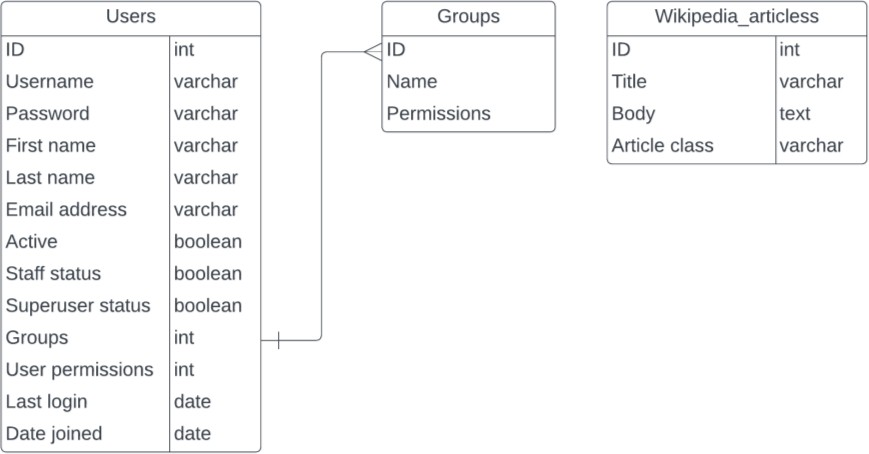 Users
ID int
Username varchar
Password varchar
First name varchar
Last name varchar
Email address varchar
Active boolean
Staff status boolean
Superuser status boolean
Groups int
User permissions int
Last login date
Date joined date
Groups
ID
Name
Permissions
Wikipedia_articless
ID int
Title varchar
Body text
Article class varchar